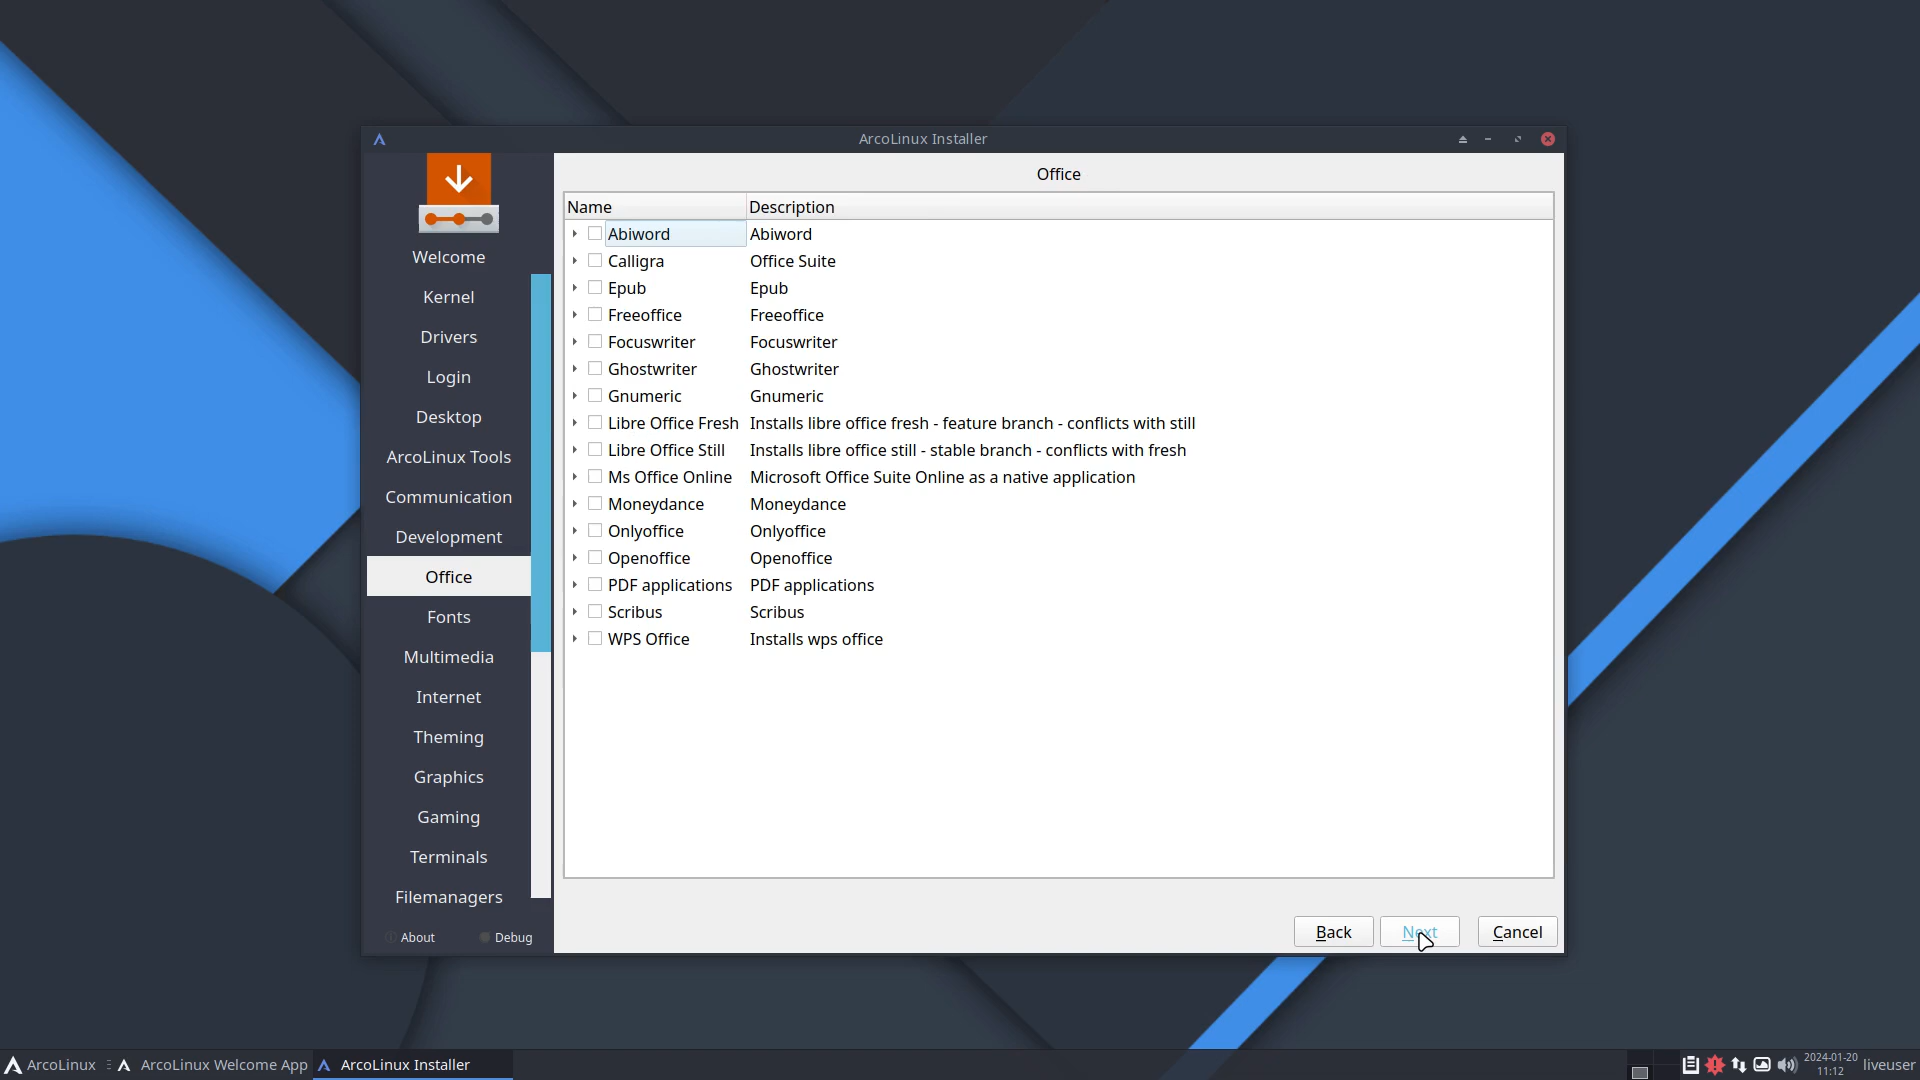 ArcoLinux Installer
Welcome
Kernel
Drivers
Login
Desktop
ArcoLinux Tools
Communication
Development
Office
Fonts
Multimedia
Internet
Theming
Graphics
Gaming
Terminals
Filemanagers
About
Debug
Office
Name Description
Abiword Abiword
Calligra Office Suite
Epub Epub
Freeoffice Freeoffice
Focuswriter Focuswriter
Ghostwriter Ghostwriter
Gnumeric Gnumeric
Libre Office Fresh Installs libre office fresh - feature branch - conflicts with still
Libre Office Still Installs libre office still - stable branch - conflicts with fresh
Ms Office Online Microsoft Office Suite Online as a native application
Moneydance Moneydance
Onlyoffice Onlyoffice
Openoffice Openoffice
PDF applications PDF applications
Scribus Scribus
WPS Office Installs wps office
Back Next Cancel
ArcoLinux ArcoLinux Welcome App ArcoLinux Installer
2024-01-20
11:12
liveuser